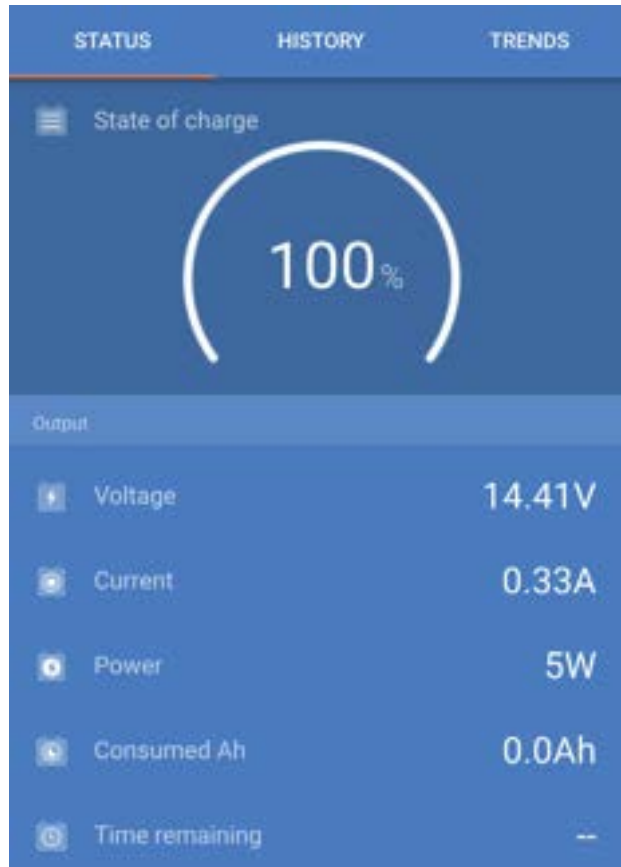 STATUS HISTORY TRENDS
State of charge
100%
Output
Voltage 14.41V
Current 0.33A
Power 5W
Consumed Ah 0.0Ah
Time remaining --